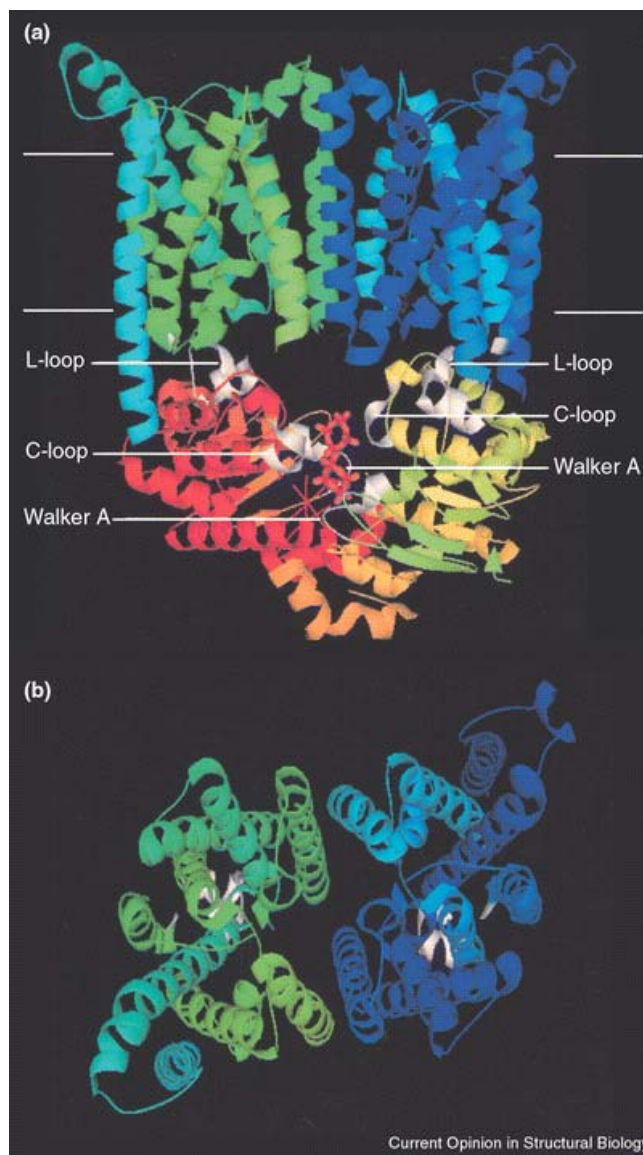 (a)
L-loop
L-loop
C-loop
C-loop
Walker A
Walker A
(b)
Current Opinion in Structural Biology